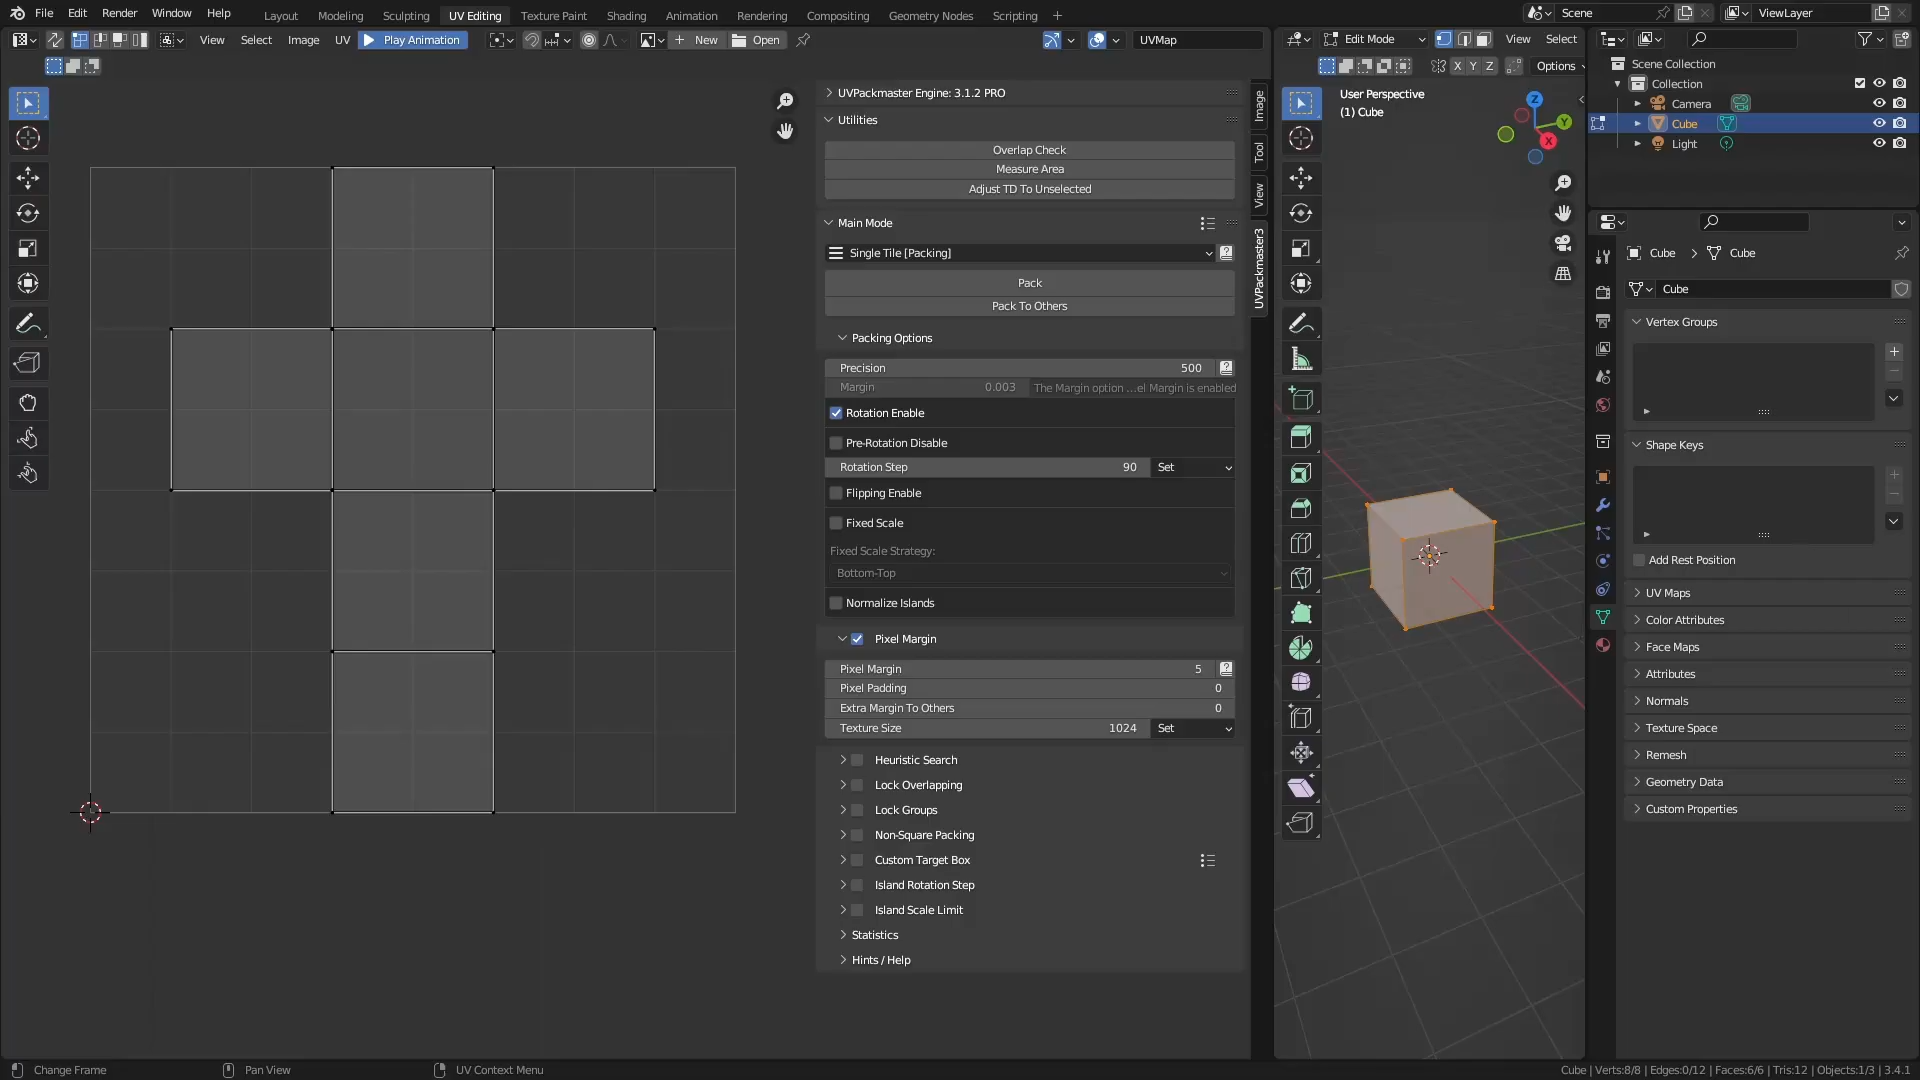 File Edit Render Window Help Layout Modeling Sculpting UV Editing Texture Paint Shading Animation Rendering Compositing Geometry Nodes Scripting + Scene ViewLayer
View Select Image UV Play Animation New Open UVMap Edit Mode View Select
X Y Z Options
UVPackmaster Engine: 3.1.2 PRO
Utilities
Overlap Check
Measure Area
Adjust TD To Unselected
Main Mode
Single Tile [Packing]
Pack
Pack To Others
Packing Options
Precision 500
Margin 0.003 The Margin option ...el Margin is enabled
Rotation Enable
Pre-Rotation Disable
Rotation Step 90 Set
Flipping Enable
Fixed Scale
Fixed Scale Strategy:
Bottom-Top
Normalize Islands
Pixel Margin
Pixel Margin 5
Pixel Padding 0
Extra Margin To Others 0
Texture Size 1024 Set
Heuristic Search
Lock Overlapping
Lock Groups
Non-Square Packing
Custom Target Box
Island Rotation Step
Island Scale Limit
Statistics
Hints / Help
Image
Tool
View
UVPackmaster3
User Perspective
(1) Cube
Z
Y
X
Scene Collection
Collection
Camera
Cube
Light
Cube > Cube
Cube
Vertex Groups
Shape Keys
Add Rest Position
UV Maps
Color Attributes
Face Maps
Attributes
Normals
Texture Space
Remesh
Geometry Data
Custom Properties
Change Frame Pan View UV Context Menu Cube | Verts:8/8 | Edges:0/12 | Faces:6/6 | Tris:12 | Objects:1/3 | 3.4.1